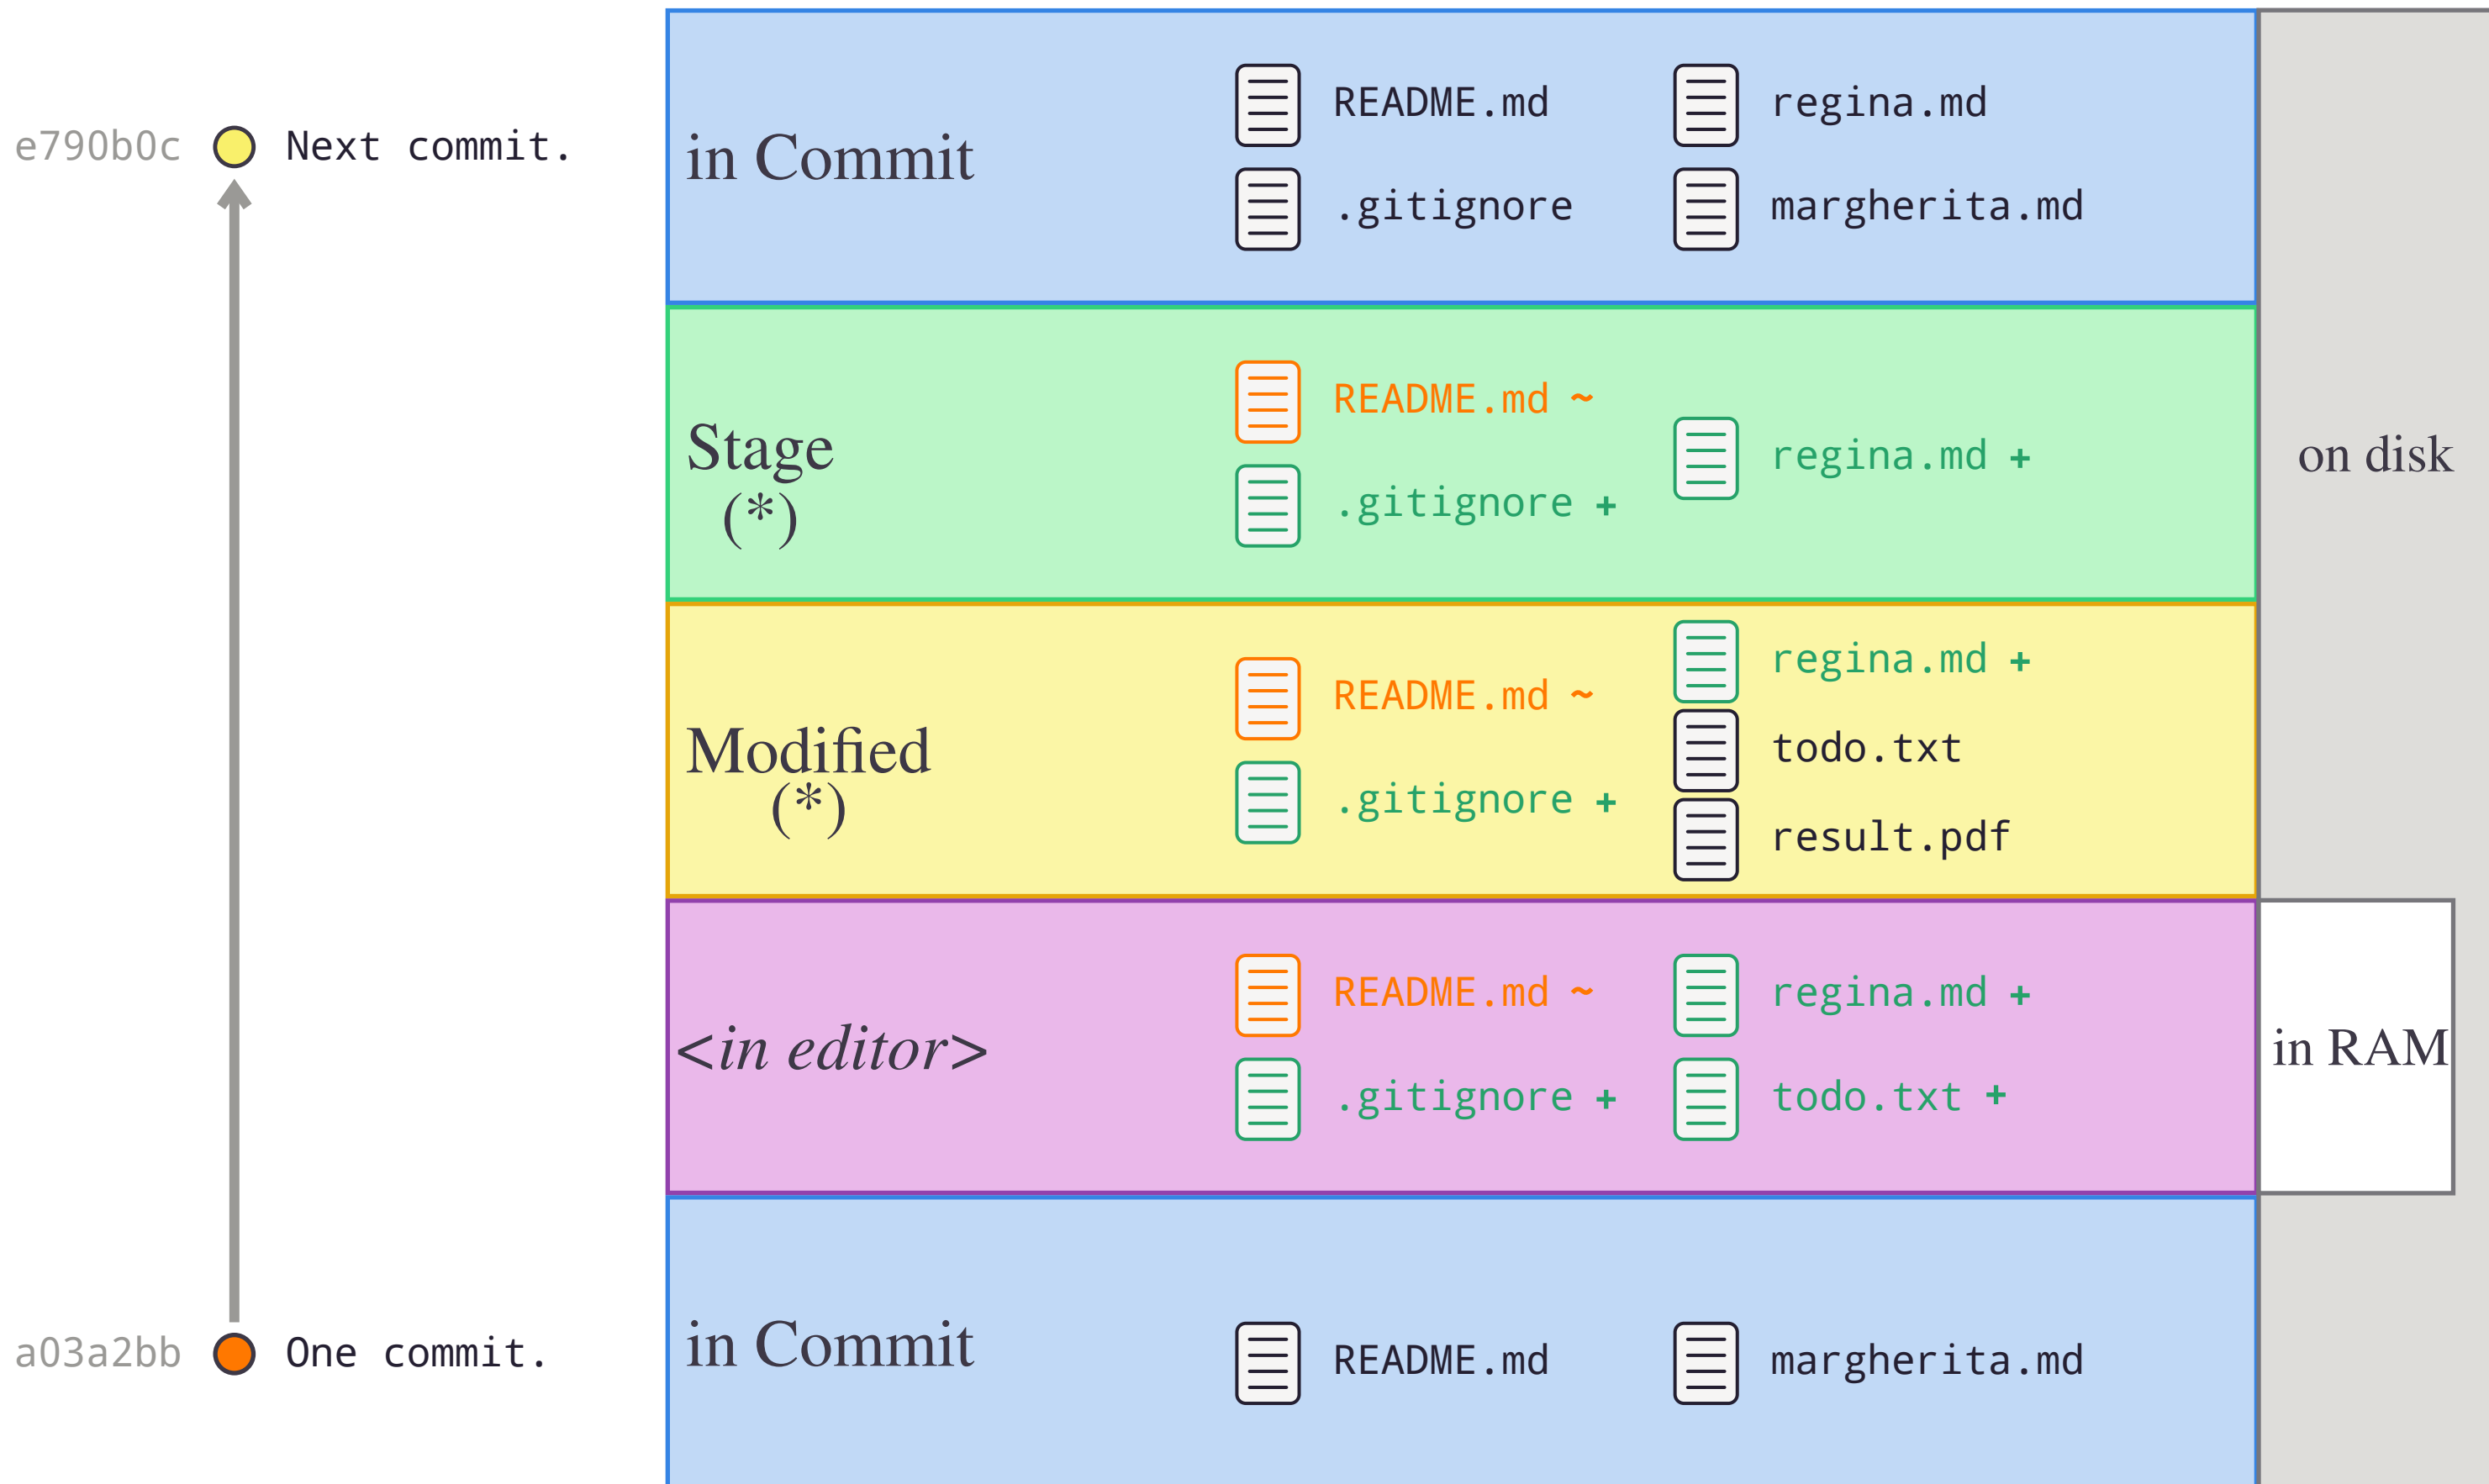 e790b0c Next commit.
in Commit
README.md
regina.md
.gitignore
margherita.md
Stage
(*)
README.md ~
regina.md +
.gitignore +
on disk
Modified
(*)
README.md ~
.gitignore +
regina.md +
todo.txt
result.pdf
<in editor>
README.md ~
regina.md +
.gitignore +
todo.txt +
in RAM
a03a2bb One commit.
in Commit
README.md
margherita.md